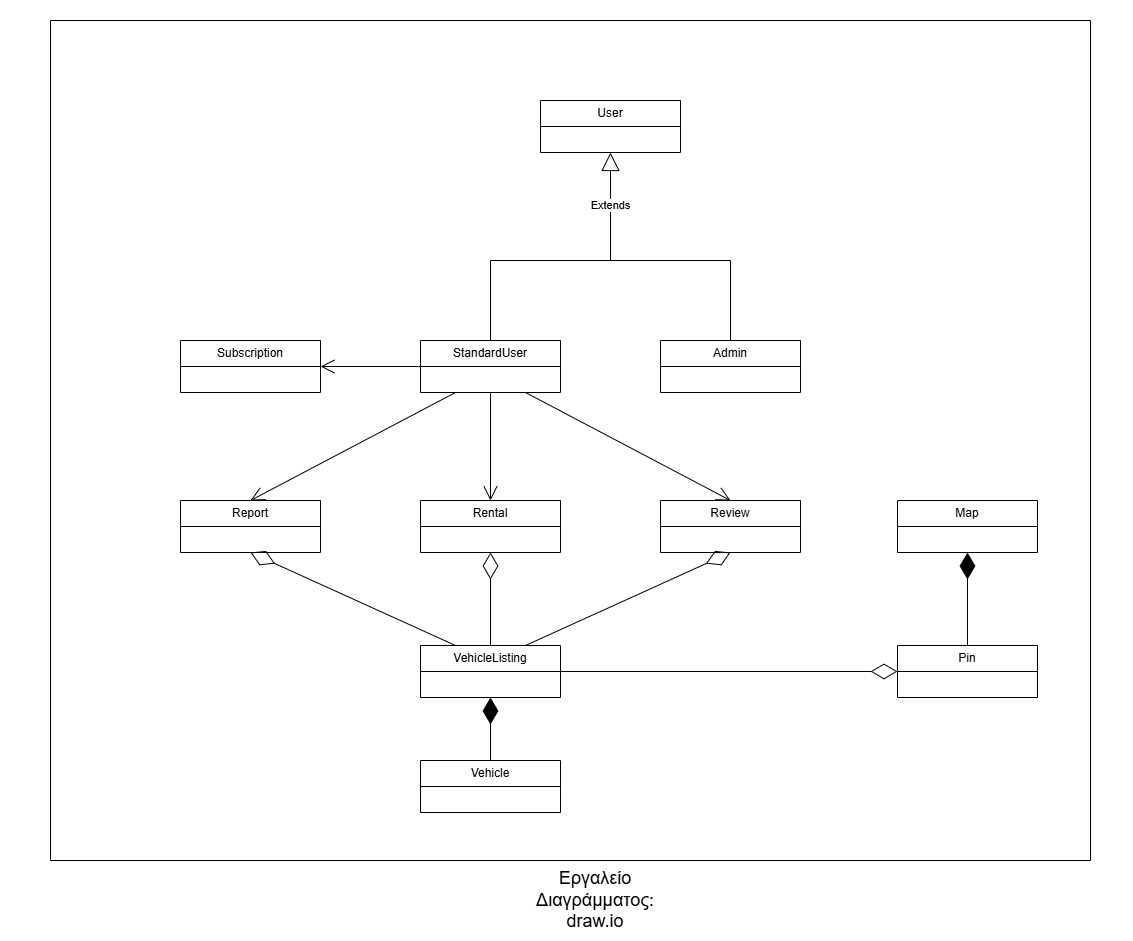 User
Extends
Subscription
StandardUser
Admin
Report
Rental
Review
Map
VehicleListing
Pin
Vehicle
Εργαλείο
Διαγράμματος:
draw.io